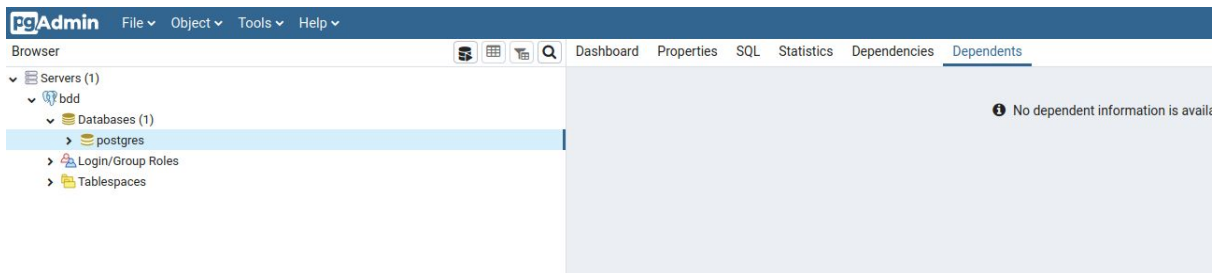 pgAdmin File Object Tools Help
Browser Dashboard Properties SQL Statistics Dependencies Dependents
Servers (1)
bdd
Databases (1)
No dependent information is
postgres
Login/Group Roles
Tablespaces